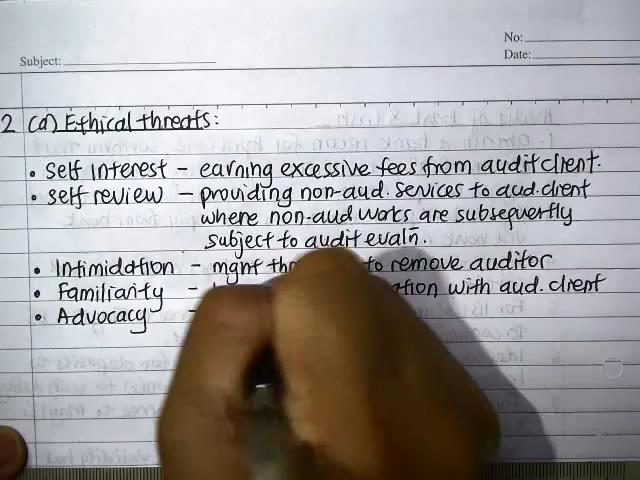 No:
Subject:
Date:
2 (a) Ethical threats:
• Self interest – earning excessive fees from audit client.
• self review – providing non-aud. services to aud. client
where non-aud works are subsequently
subject to audit evaln.
• Intimidation – mgnt to remove auditor
• Familiarity – with aud. client
• Advocacy –